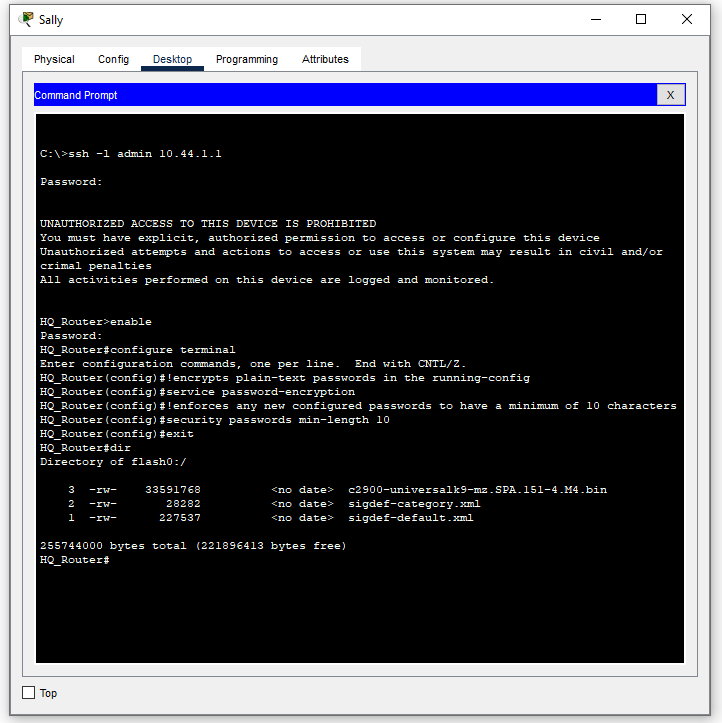 Sally
Physical Config Desktop Programming Attributes
Command Prompt X
C:\>ssh -l admin 10.44.1.1
Password:
UNAUTHORIZED ACCESS TO THIS DEVICE IS PROHIBITED
You must have explicit, authorized permission to access or configure this device
Unauthorized attempts and actions to access or use this system may result in civil and/or
crimal penalties
All activities performed on this device are logged and monitored.
HQ_Router>enable
Password:
HQ_Router#configure terminal
Enter configuration commands, one per line.  End with CNTL/Z.
HQ_Router(config)#!encrypts plain-text passwords in the running-config
HQ_Router(config)#service password-encryption
HQ_Router(config)#!enforces any new configured passwords to have a minimum of 10 characters
HQ_Router(config)#security passwords min-length 10
HQ_Router(config)#exit
HQ_Router#dir
Directory of flash0:/
3 -rw- 33591768 <no date> c2900-universalk9-mz.SPA.151-4.M4.bin
2 -rw- 28282 <no date> sigdef-category.xml
1 -rw- 227537 <no date> sigdef-default.xml
255744000 bytes total (221896413 bytes free)
HQ_Router#
Top